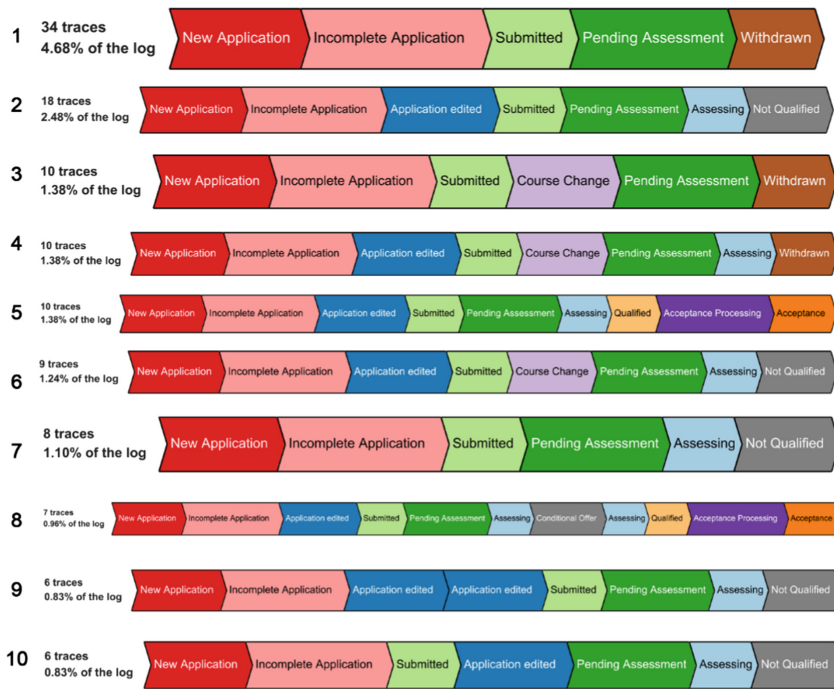 1 34 traces
4.68% of the log
New Application Incomplete Application Submitted Pending Assessment Withdrawn
2 18 traces
2.48% of the log
New Application Incomplete Application Application edited Submitted Pending Assessment Assessing Not Qualified
3 10 traces
1.38% of the log
New Application Incomplete Application Submitted Course Change Pending Assessment Withdrawn
4 10 traces
1.38% of the log
New Application Incomplete Application Application edited Submitted Course Change Pending Assessment Assessing Withdrawn
5 10 traces
1.38% of the log
New Application Incomplete Application Application edited Submitted Pending Assessment Assessing Qualified Acceptance Processing Acceptance
6 9 traces
1.24% of the log
New Application Incomplete Application Application edited Submitted Course Change Pending Assessment Assessing Not Qualified
7 8 traces
1.10% of the log
New Application Incomplete Application Submitted Pending Assessment Assessing Not Qualified
8 7 traces
0.96% of the log
New Application Incomplete Application Application edited Submitted Pending Assessment Assessing Conditional Offer Assessing Qualified Acceptance Processing Acceptance
9 6 traces
0.83% of the log
New Application Incomplete Application Application edited Application edited Submitted Pending Assessment Assessing Not Qualified
10 6 traces
0.83% of the log
New Application Incomplete Application Submitted Application edited Pending Assessment Assessing Not Qualified